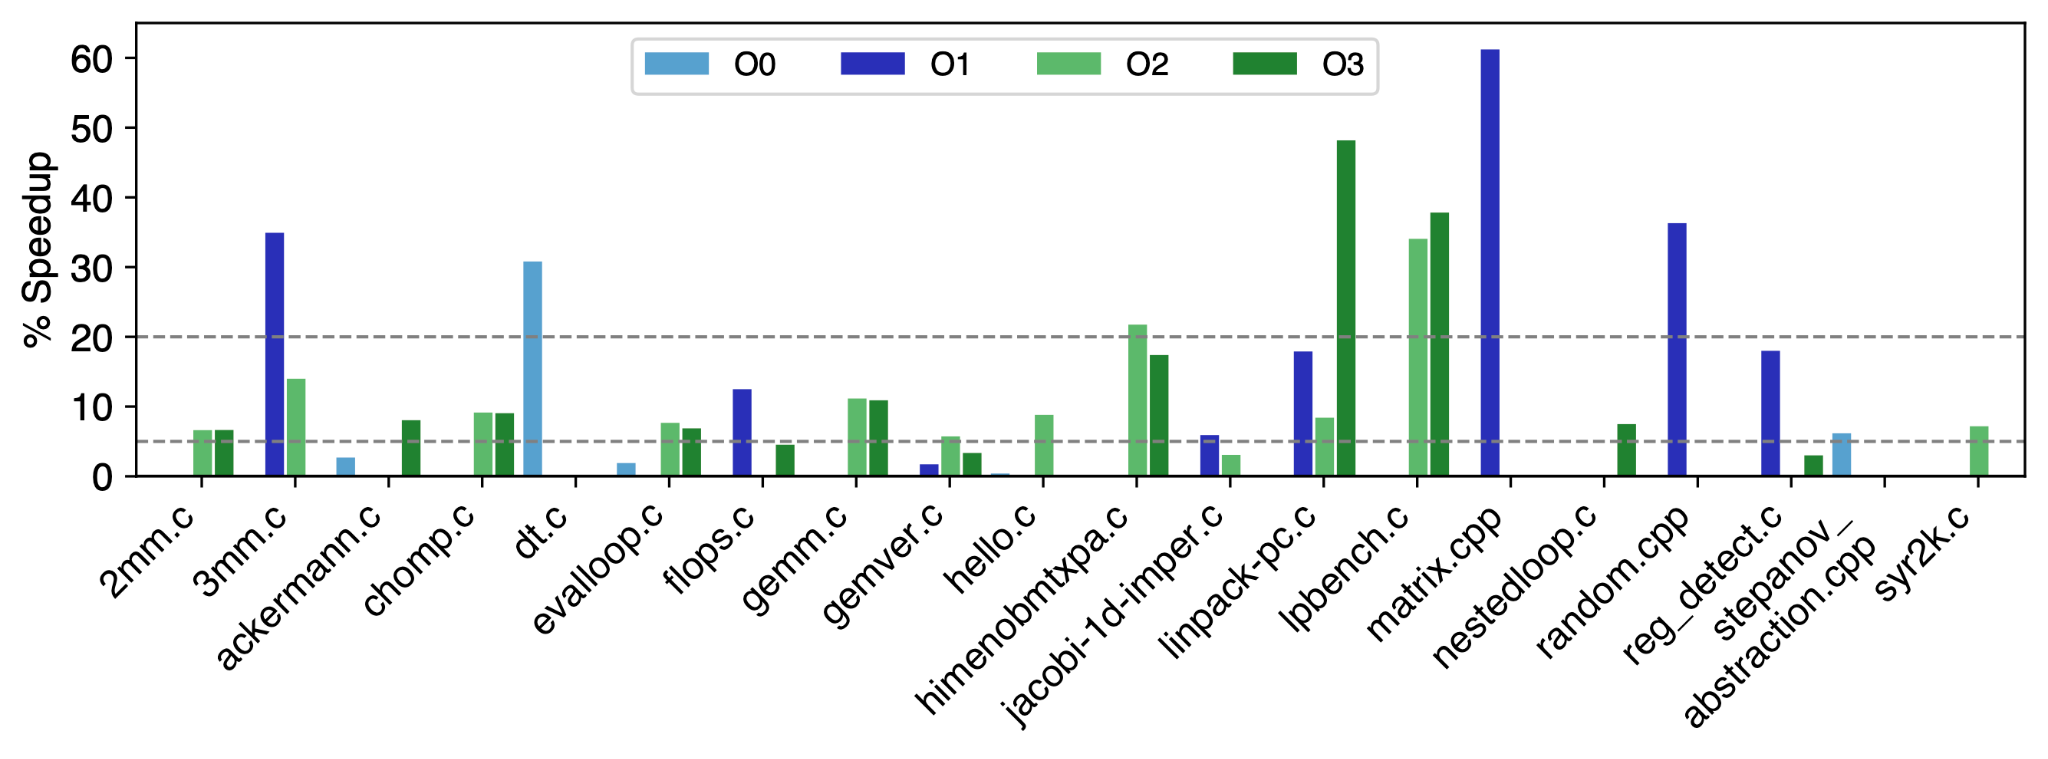 % Speedup
60
50
40
30
20
10
0
O0 O1 O2 O3
2mm.c
3mm.c
ackermann.c
chomp.c
dt.c
evalloop.c
flops.c
gemm.c
gemver.c
hello.c
himenobmtxpa.c
jacobi-1d-imper.c
linpack-pc.c
lpbench.c
matrix.cpp
nestedloop.c
random.cpp
reg_detect.c
stepanov_
abstraction.cpp
syr2k.c